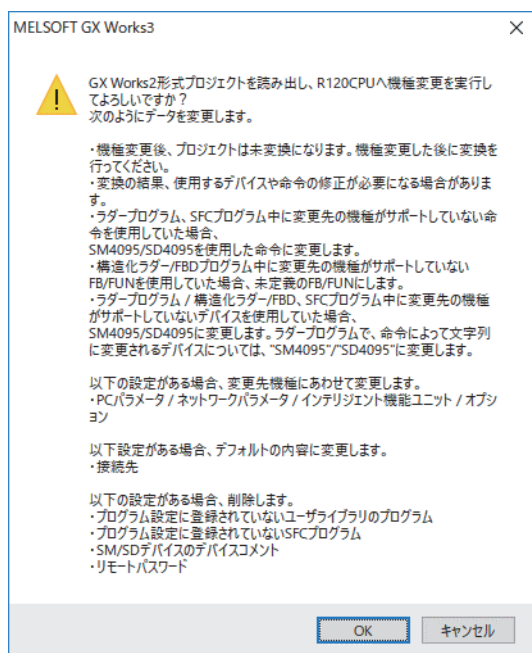 MELSOFT GX Works3
GX Works2形式プロジェクトを読み出し、R120CPUへ機種変更を実行し
てよろしいですか？
次のようにデータを変更します。
・機種変更後、プロジェクトは未変換になります。機種変更した後に変換を
行ってください。
・変換の結果、使用するデバイスや命令の修正が必要になる場合がありま
す。
・ラダープログラム、SFCプログラム中に変更先の機種がサポートしていない命
令を使用していた場合、
SM4095/SD4095を使用した命令に変更します。
・構造化ラダー/FBDプログラム中に変更先の機種がサポートしていない
FB/FUNを使用していた場合、未定義のFB/FUNにします。
・ラダープログラム / 構造化ラダー/FBD、SFCプログラム中に変更先の機種
がサポートしていないデバイスを使用していた場合、
SM4095/SD4095に変更します。ラダープログラムで、命令によって文字列
に変更されるデバイスについては、"SM4095"/"SD4095"に変更します。
以下の設定がある場合、変更先機種にあわせて変更します。
・PCパラメータ / ネットワークパラメータ / インテリジェント機能ユニット / オプシ
ョン
以下設定がある場合、デフォルトの内容に変更します。
・接続先
以下の設定がある場合、削除します。
・プログラム設定に登録されていないユーザライブラリのプログラム
・プログラム設定に登録されていないSFCプログラム
・SM/SDデバイスのデバイスコメント
・リモートパスワード
OK
キャンセル